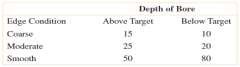 Depth of Bore
Edge Condition Above Target Below Target
Coarse 15 10
Moderate 25 20
Smooth 50 80